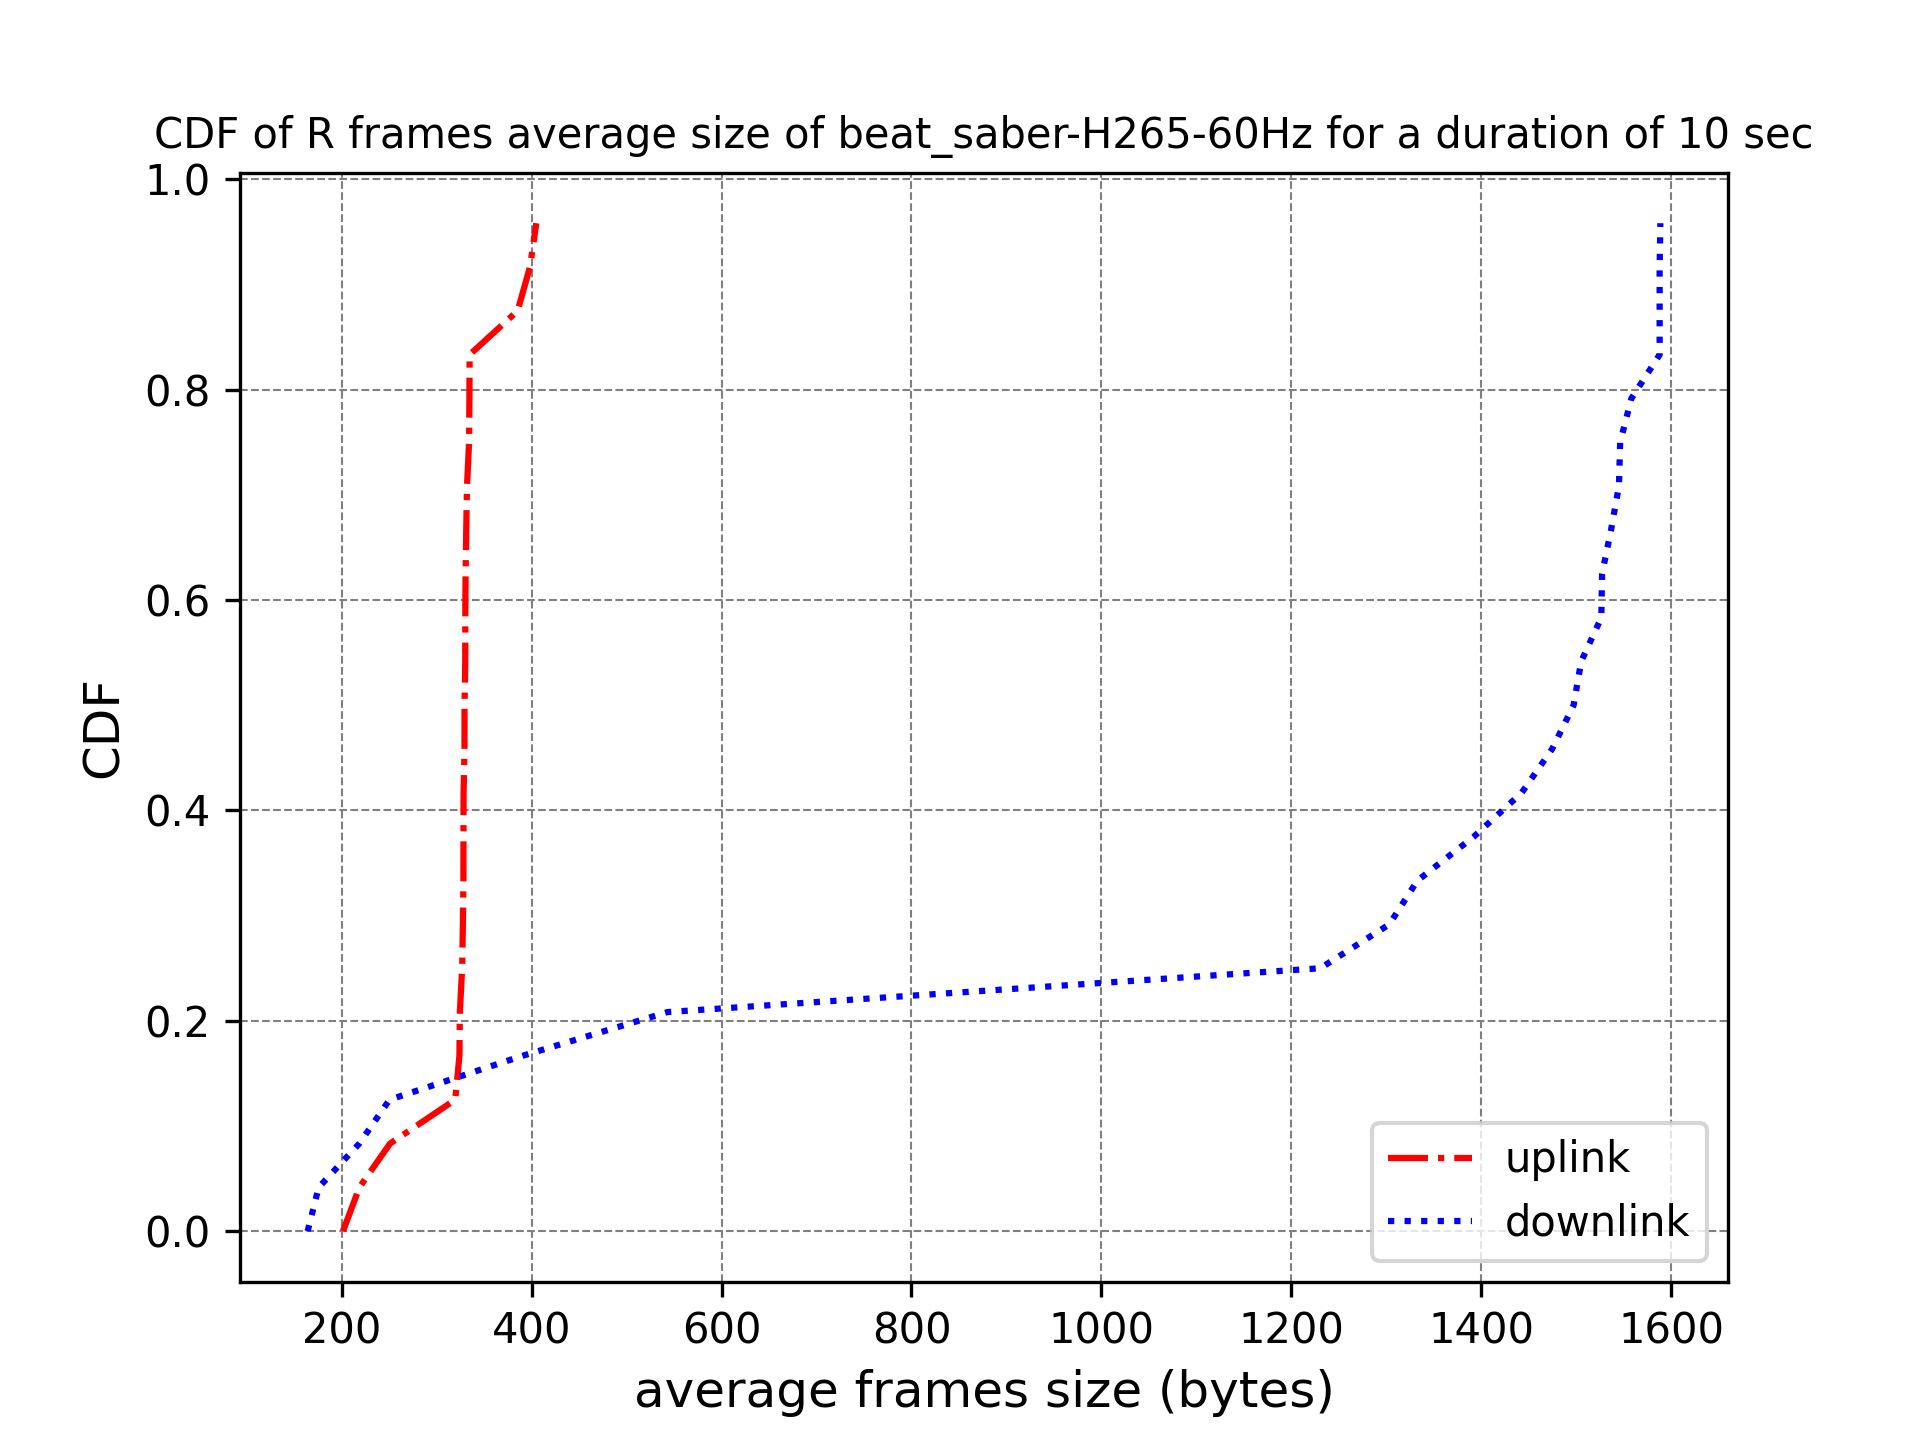 CDF of R frames average size of beat_saber-H265-60Hz for a duration of 10 sec
1.0
0.8
0.6
0.4
0.2
0.0
CDF
200 400 600 800 1000 1200 1400 1600
average frames size (bytes)
uplink
downlink